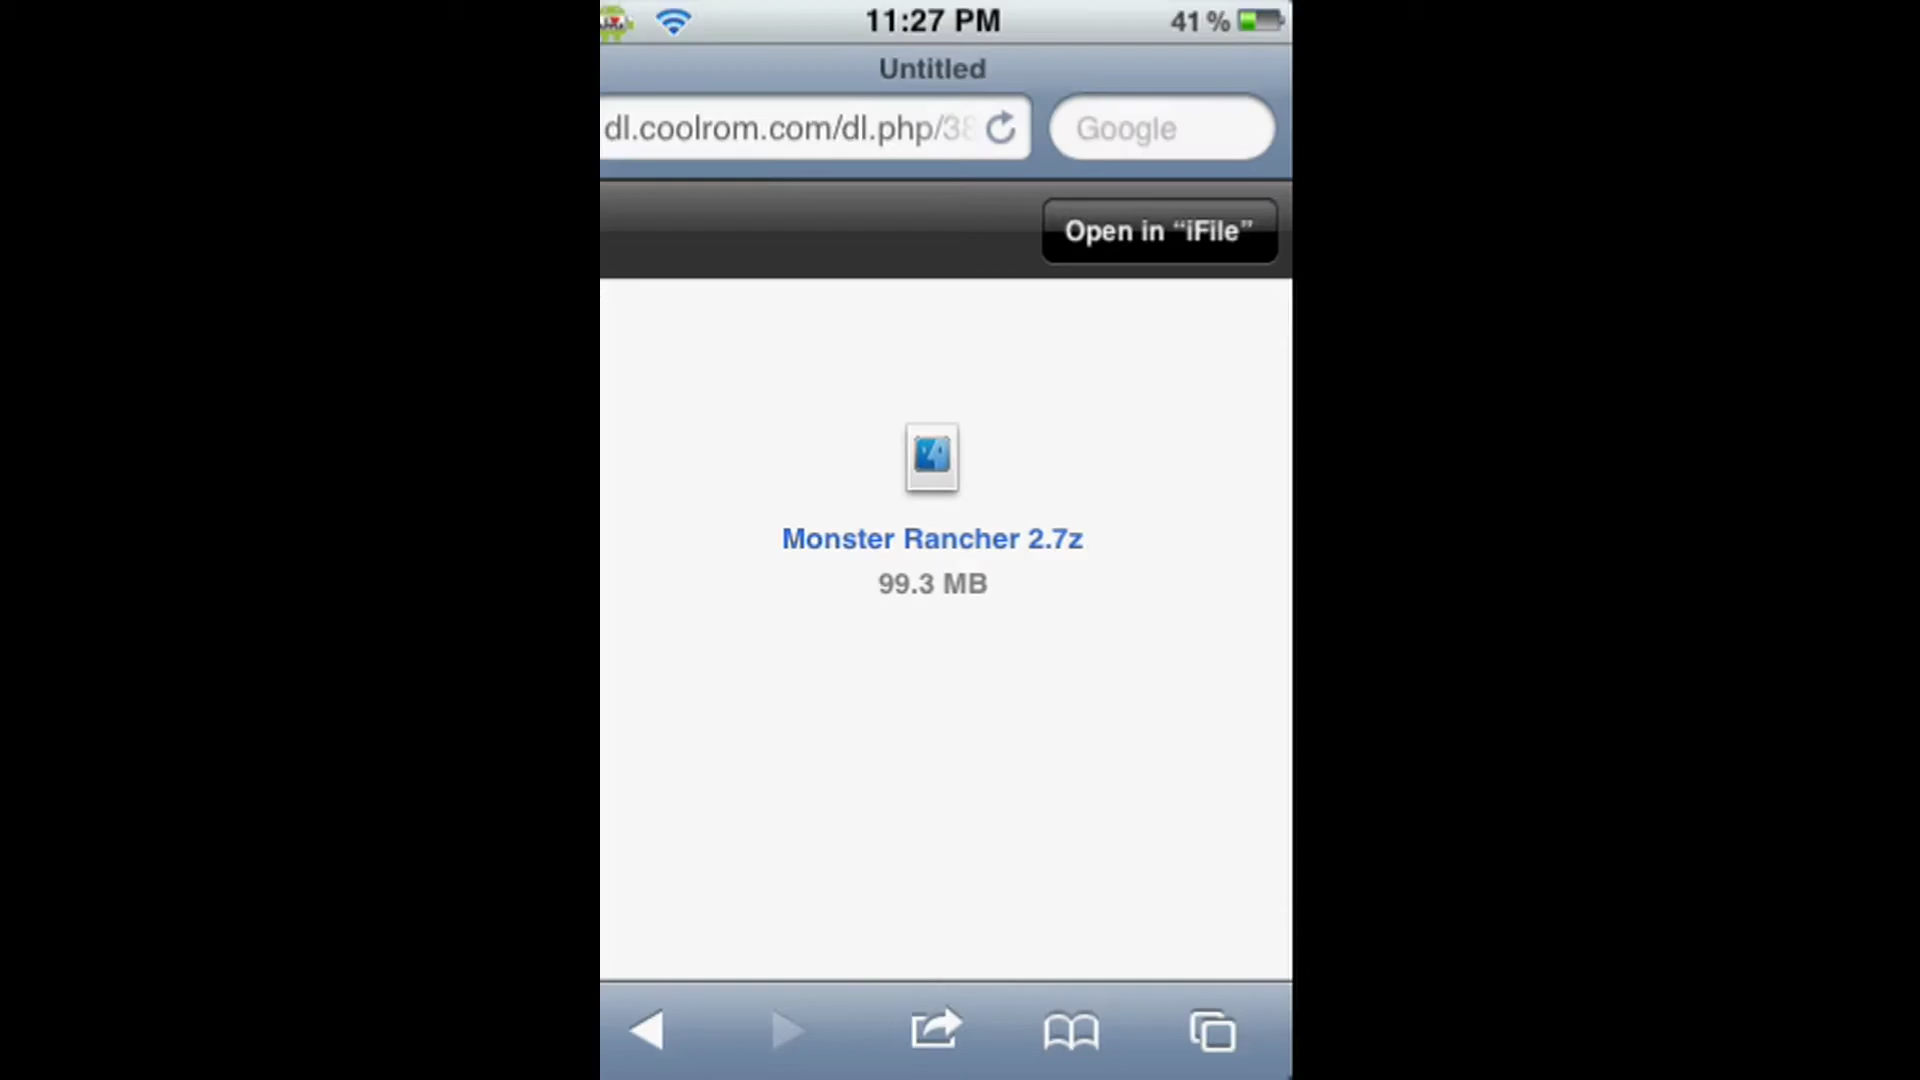 11:27 PM
41 %
Untitled
dl.coolrom.com/dl.php/38
Google
Open in “iFile”
Monster Rancher 2.7z
99.3 MB